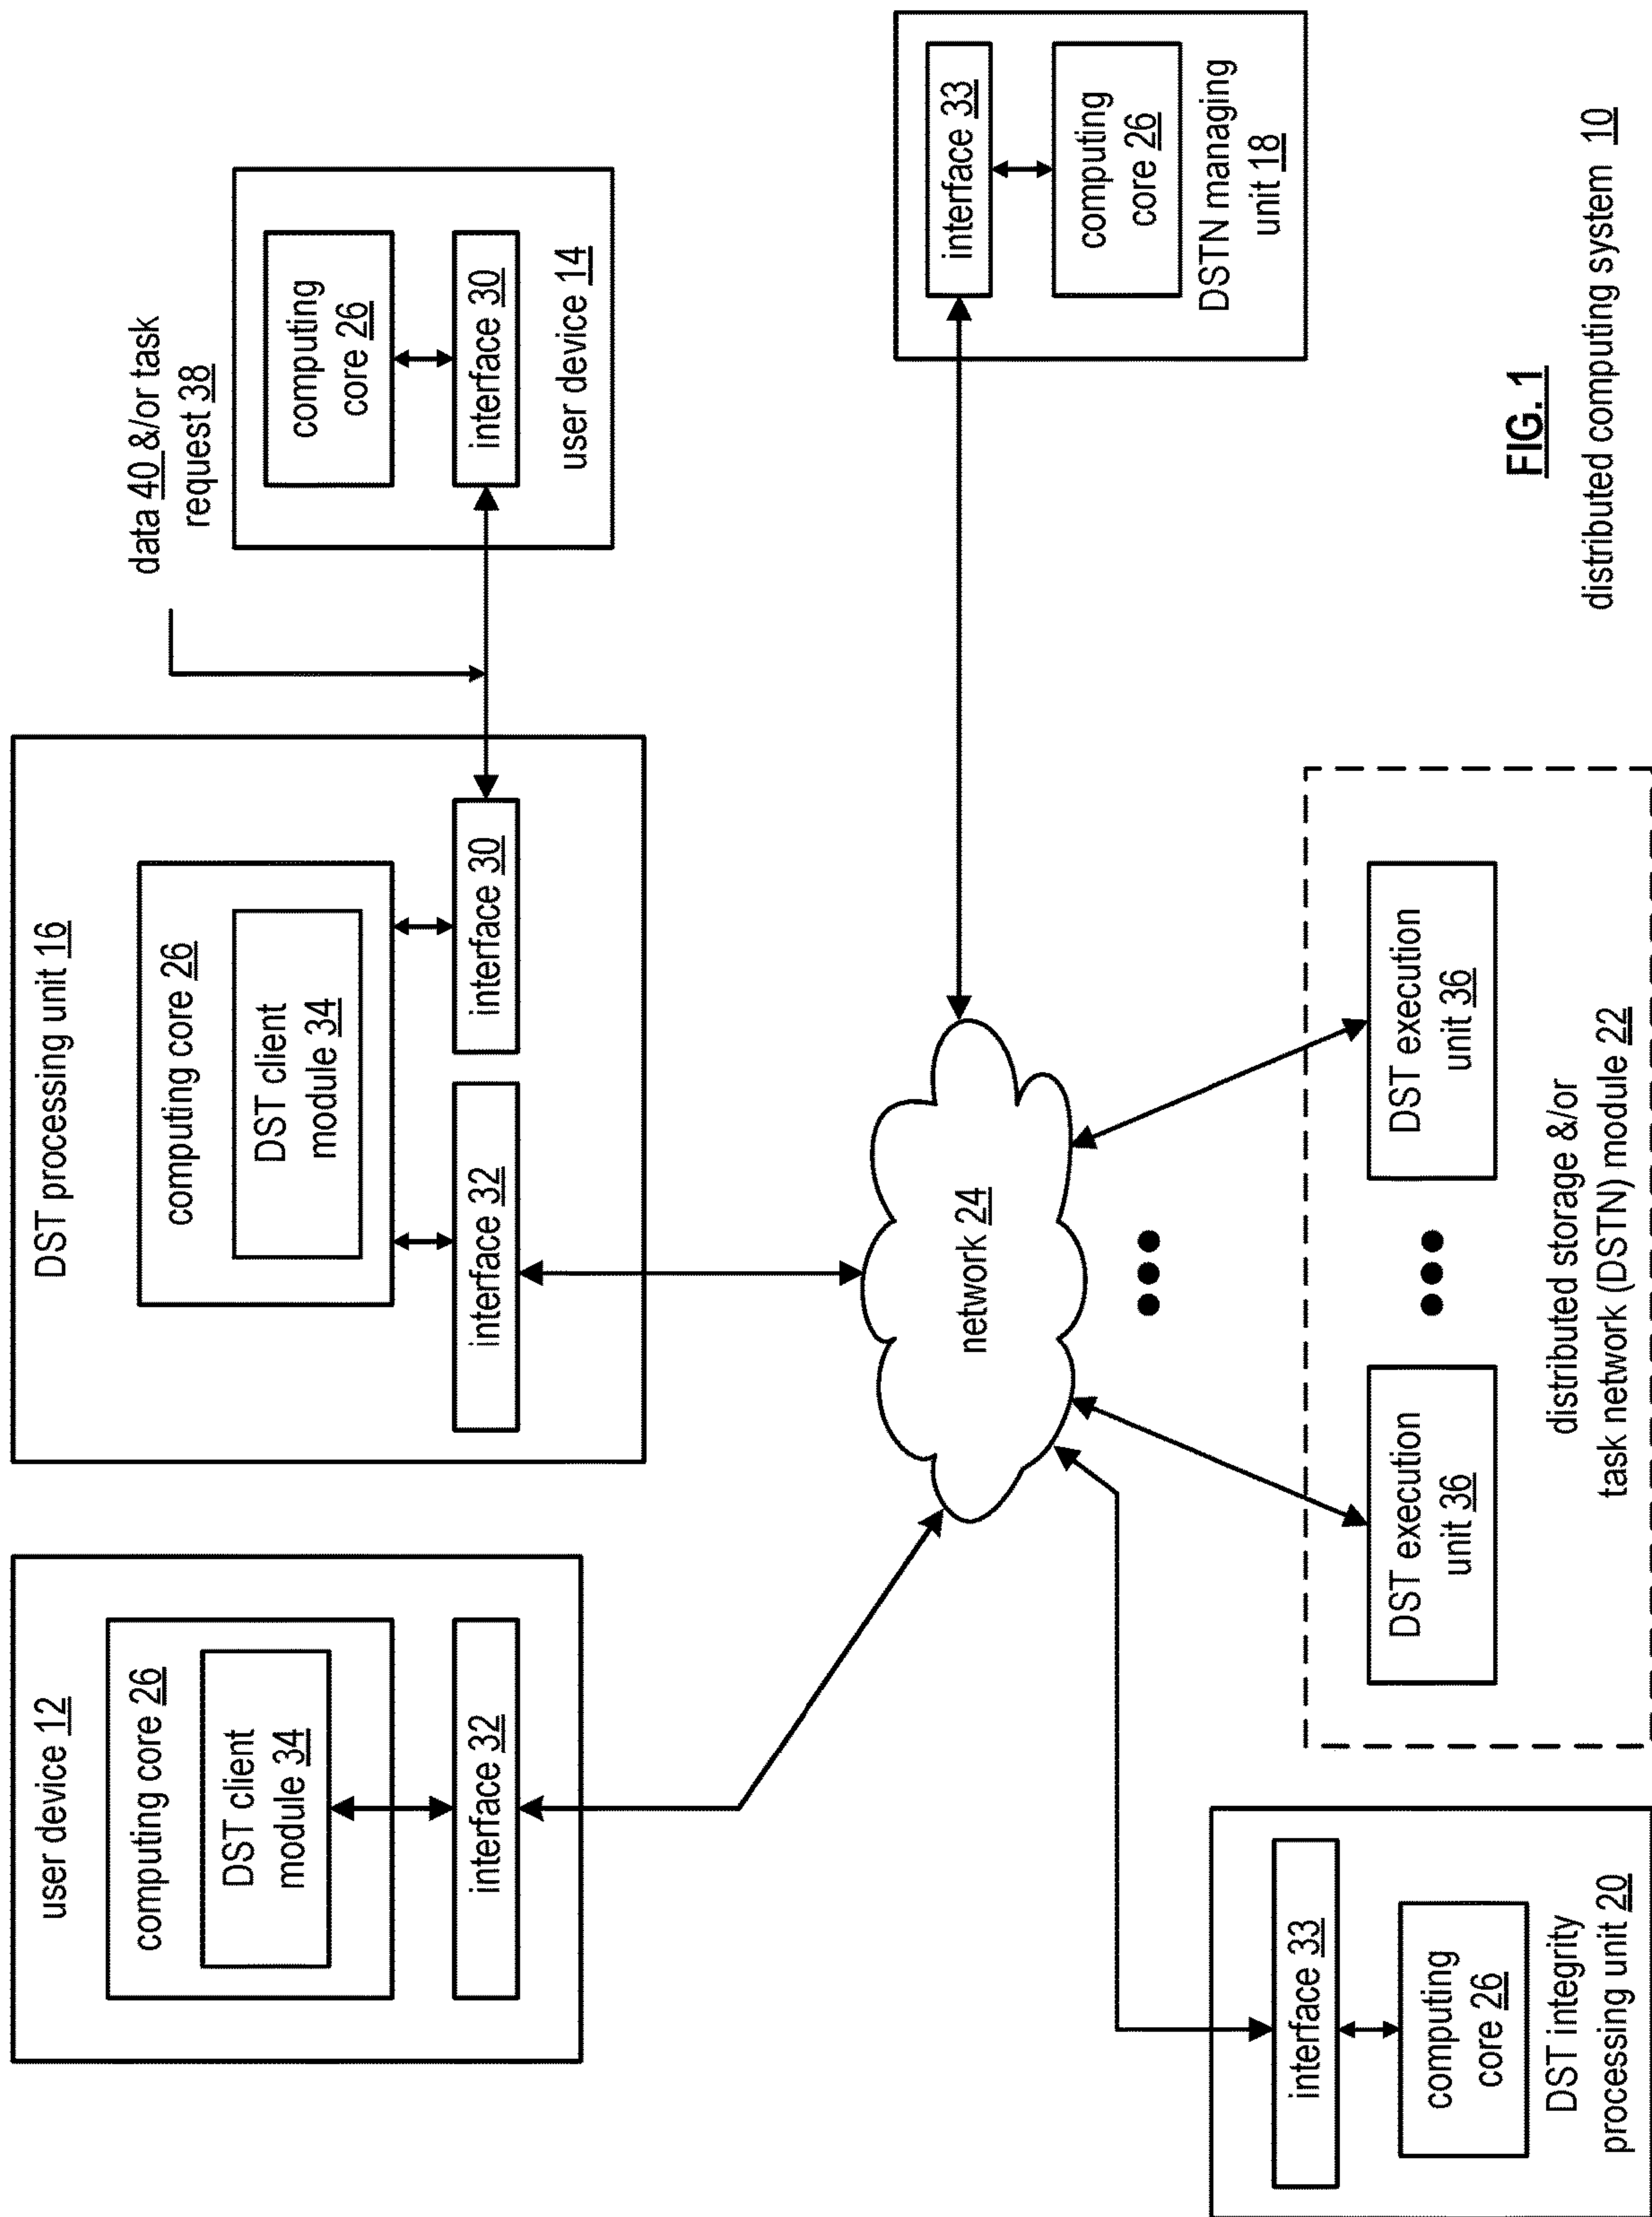 user device 12
computing core 26
DST client
module 34
interface 32
DST processing unit 16
computing core 26
DST client
module 34
interface 32
interface 30
data 40 &/or task
request 38
computing
core 26
interface 30
user device 14
network 24
interface 33
computing
core 26
DSTN managing
unit 18
interface 33
computing
core 26
DST integrity
processing unit 20
DST execution
unit 36
DST execution
unit 36
distributed storage &/or
task network (DSTN) module 22
FIG. 1
distributed computing system 10